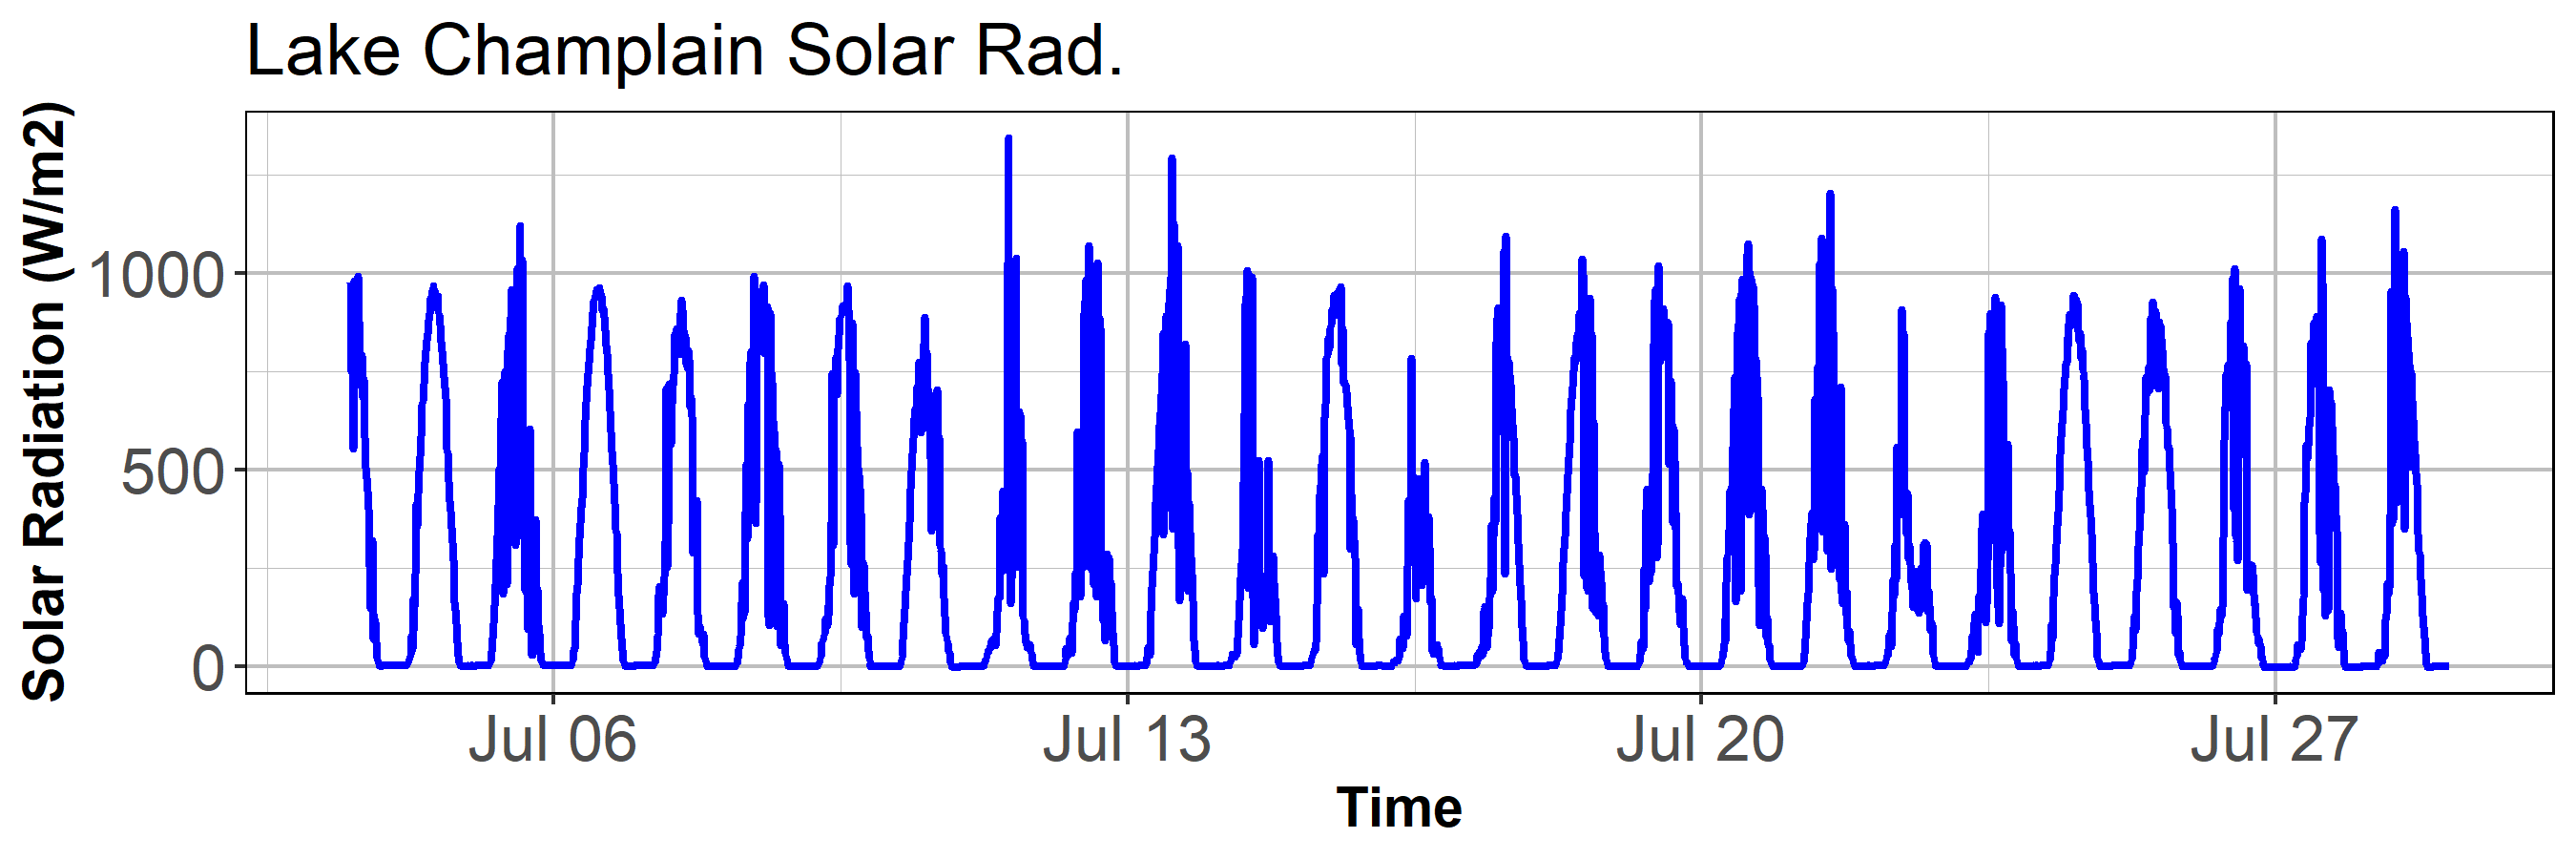 Lake Champlain Solar Rad.
Solar Radiation (W/m2)
1000
500
0
Jul 06
Jul 13
Jul 20
Jul 27
Time